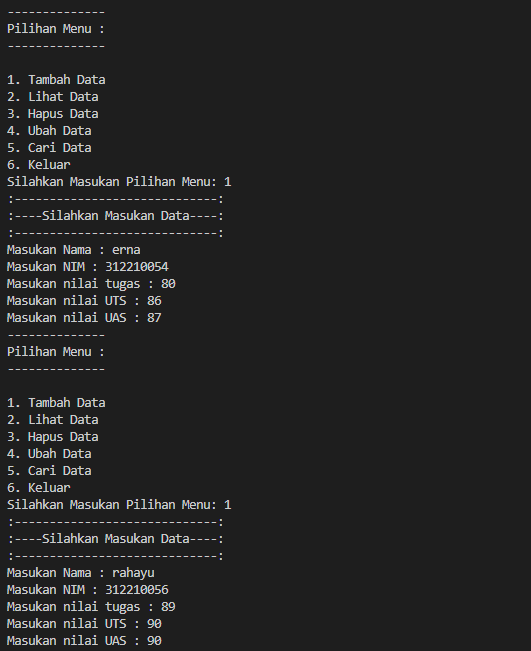 --------------
Pilihan Menu :
--------------
1. Tambah Data
2. Lihat Data
3. Hapus Data
4. Ubah Data
5. Cari Data
6. Keluar
Silahkan Masukan Pilihan Menu: 1
:-----------------------------:
:----Silahkan Masukan Data----:
:-----------------------------:
Masukan Nama : erna
Masukan NIM : 312210054
Masukan nilai tugas : 80
Masukan nilai UTS : 86
Masukan nilai UAS : 87
--------------
Pilihan Menu :
--------------
1. Tambah Data
2. Lihat Data
3. Hapus Data
4. Ubah Data
5. Cari Data
6. Keluar
Silahkan Masukan Pilihan Menu: 1
:-----------------------------:
:----Silahkan Masukan Data----:
:-----------------------------:
Masukan Nama : rahayu
Masukan NIM : 312210056
Masukan nilai tugas : 89
Masukan nilai UTS : 90
Masukan nilai UAS : 90